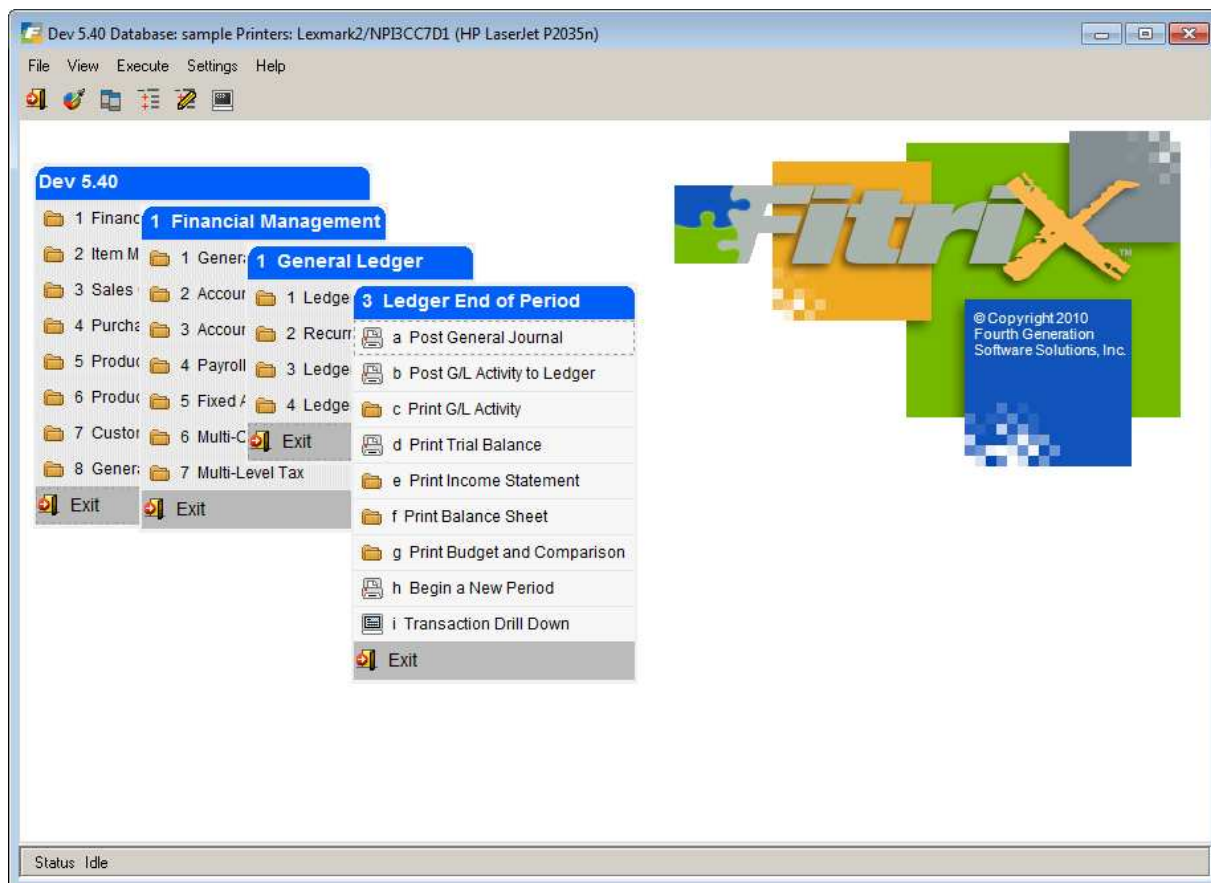 Dev 5.40 Database: sample Printers: Lexmark2/NPI3CC7D1 (HP LaserJet P2035n)
File View Execute Settings Help
Dev 5.40
1 Financ
2 Item M
3 Sales
4 Purcha
5 Produc
6 Produc
7 Custor
8 Genera
Exit
1 Financial Management
1 Genera
2 Accour
3 Accour
4 Payroll
5 Fixed A
6 Multi-C
7 Multi-Level Tax
Exit
1 General Ledger
1 Ledge
2 Recurr
3 Ledge
4 Ledge
Exit
3 Ledger End of Period
a Post General Journal
b Post G/L Activity to Ledger
c Print G/L Activity
d Print Trial Balance
e Print Income Statement
f Print Balance Sheet
g Print Budget and Comparison
h Begin a New Period
i Transaction Drill Down
Exit
FitriX
TM
© Copyright 2010
Fourth Generation
Software Solutions, Inc.
Status Idle